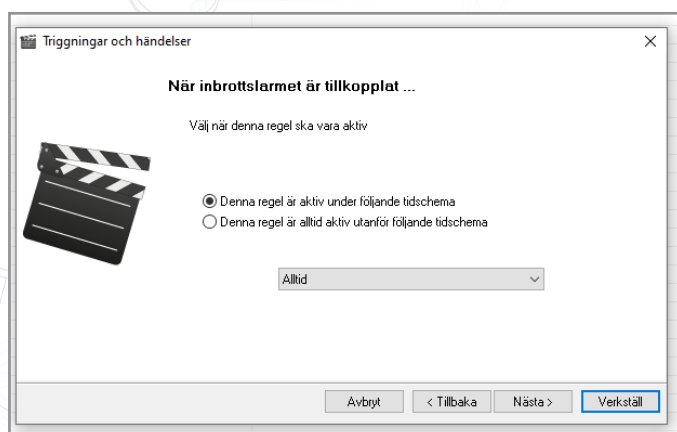 Triggningar och händelser
När inbrottslarmet är tillkopplat ...
Välj när denna regel ska vara aktiv
Denna regel är aktiv under följande tidschema
Denna regel är alltid aktiv utanför följande tidschema
Alltid
Avbryt < Tillbaka Nästa > Verkställ